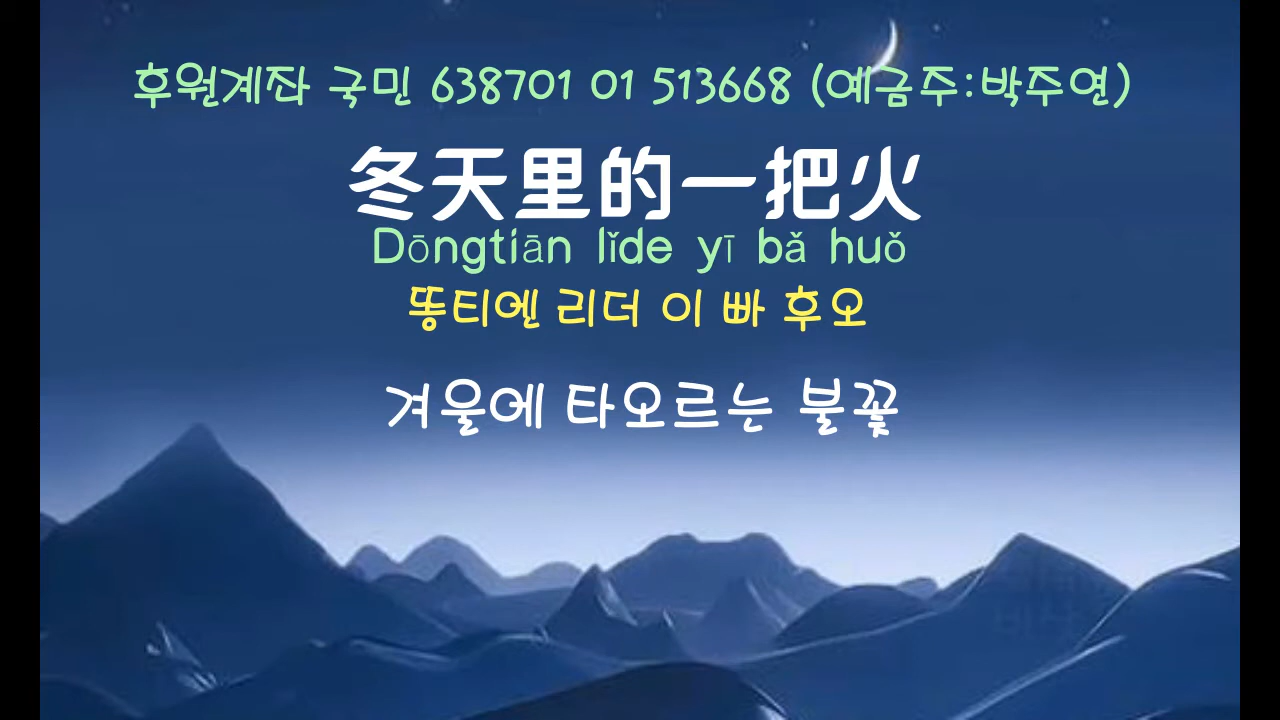 후원계좌 국민 638701 01 513668 (예금주:박주연)
冬天里的一把火
Dōngtiān lǐde yī bǎ huǒ
똥티엔 리더 이 빠 후오
겨울에 타오르는 불꽃